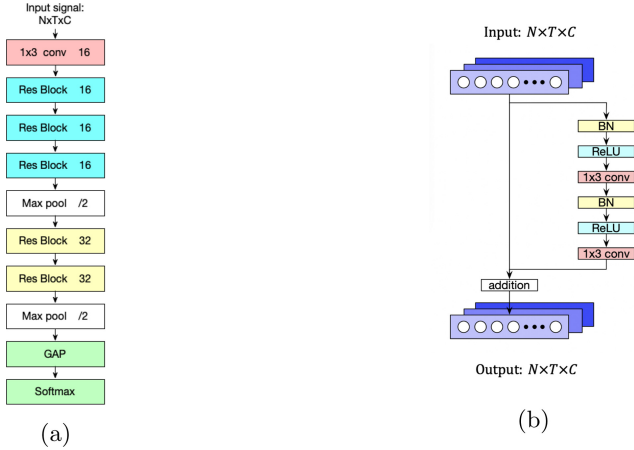 Input signal:
NxTxC
1x3 conv 16
Res Block 16
Res Block 16
Res Block 16
Max pool /2
Res Block 32
Res Block 32
Max pool /2
GAP
Softmax
(a)
Input: N×T×C
BN
ReLU
1x3 conv
BN
ReLU
1x3 conv
addition
Output: N×T×C
(b)